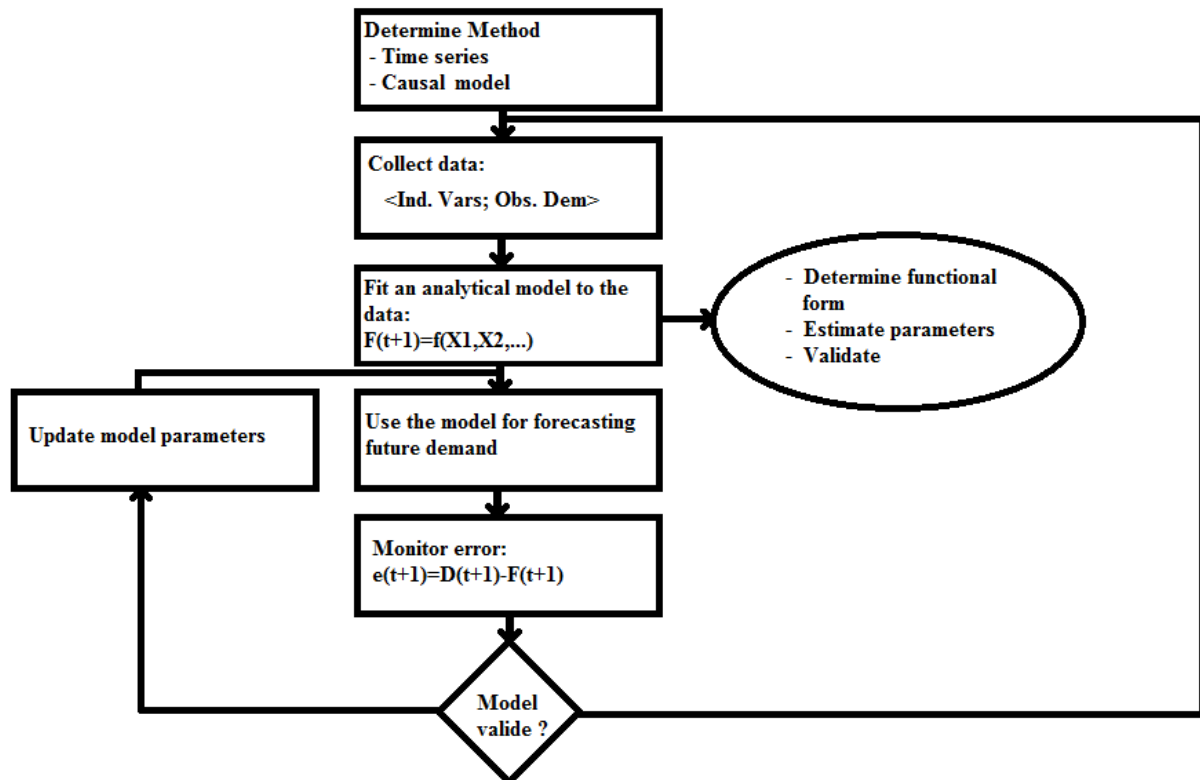 Determine Method
- Time series
- Causal model
Collect data:
<Ind. Vars; Obs. Dem>
Fit an analytical model to the
data:
F(t+1)=f(X1,X2,...)
- Determine functional
form
- Estimate parameters
- Validate
Update model parameters
Use the model for forecasting
future demand
Monitor error:
e(t+1)=D(t+1)-F(t+1)
Model
valide ?